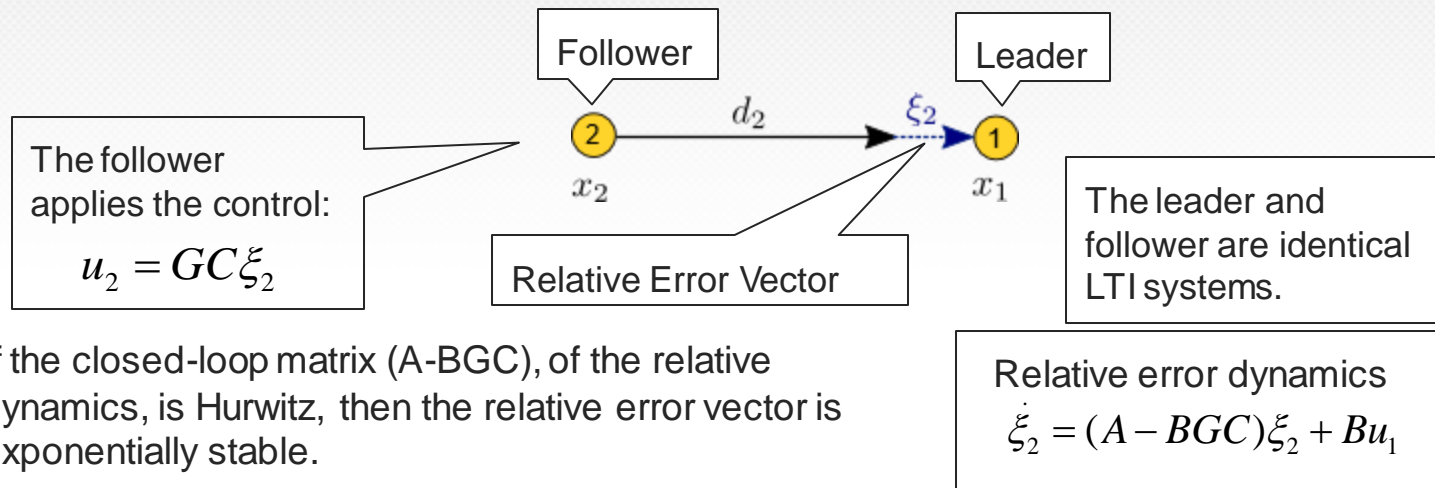 Follower
Leader
d₂
ξ₂
2
1
x₂
x₁
The follower
applies the control:
u₂ = GCξ₂
Relative Error Vector
The leader and
follower are identical
LTI systems.
f the closed-loop matrix (A-BGC), of the relative
ynamics, is Hurwitz, then the relative error vector is
xponentially stable.
Relative error dynamics
ξ̇₂ = (A − BGC)ξ₂ + Bu₁